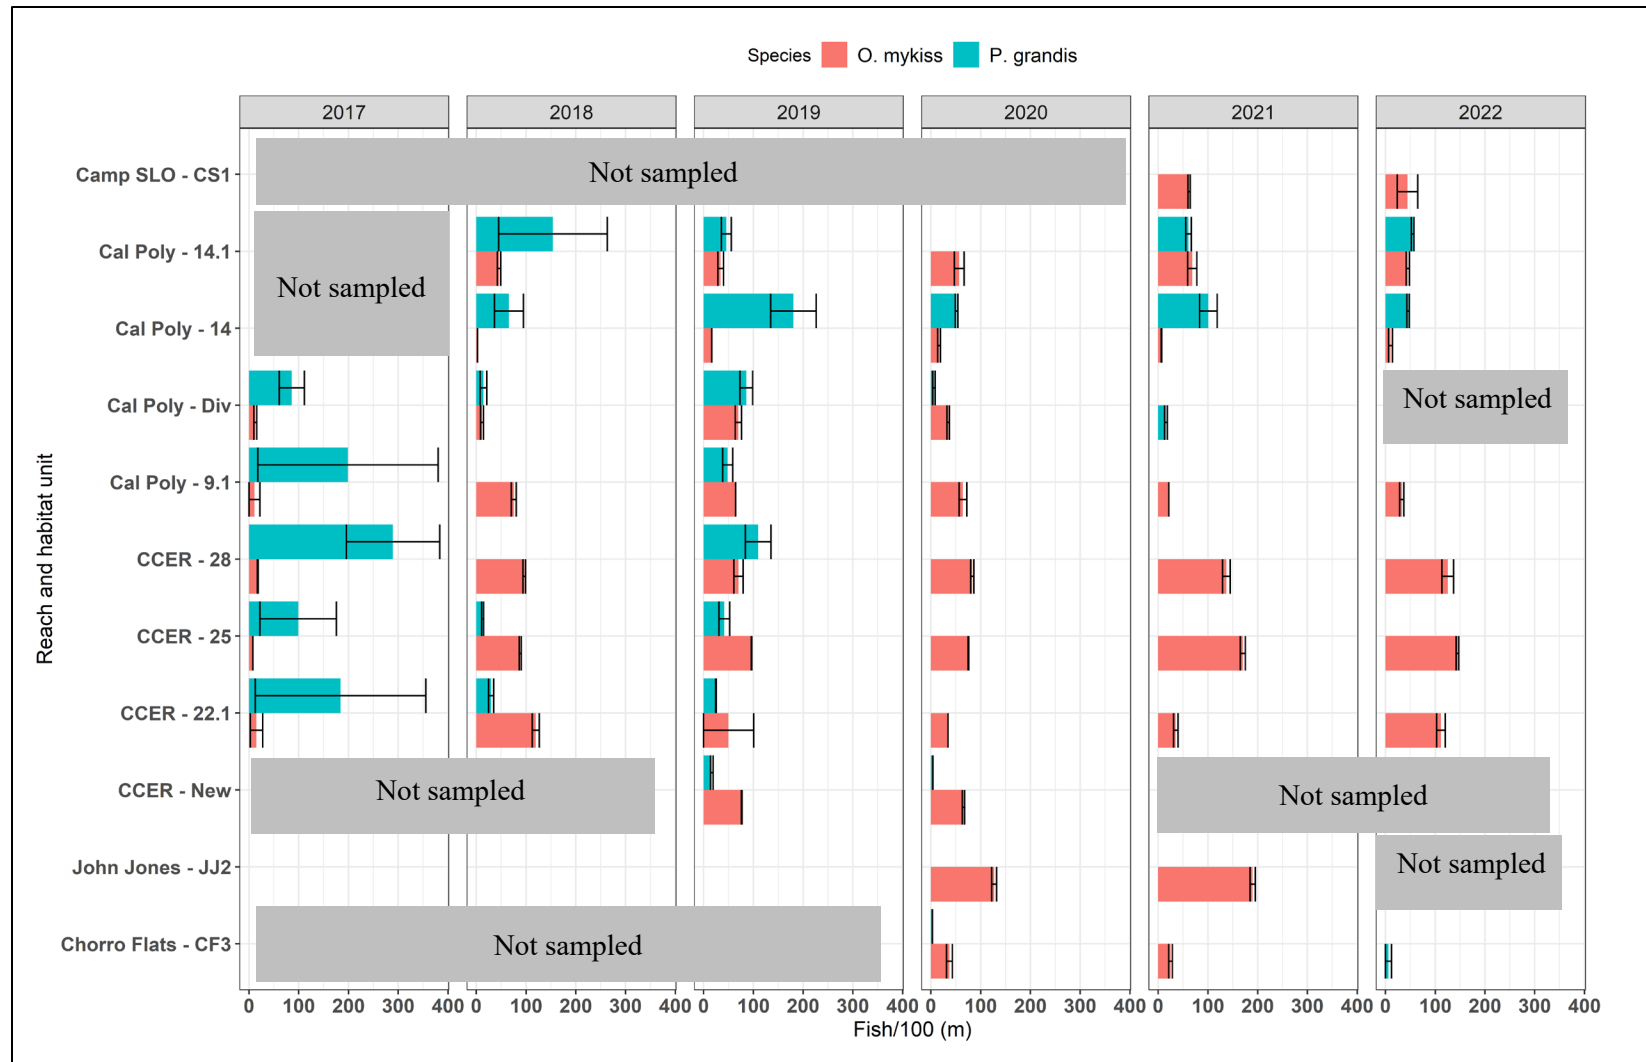 Species O. mykiss P. grandis
2017 2018 2019 2020 2021 2022
Camp SLO - CS1 Not sampled
Cal Poly - 14.1
Not sampled
Cal Poly - 14
Cal Poly - Div Not sampled
Cal Poly - 9.1
CCER - 28
CCER - 25
CCER - 22.1
CCER - New Not sampled Not sampled
John Jones - JJ2 Not sampled
Chorro Flats - CF3 Not sampled
0 100 200 300 400 0 100 200 300 400 0 100 200 300 400 0 100 200 300 400 0 100 200 300 400 0 100 200 300 400
Fish/100 (m)
Reach and habitat unit